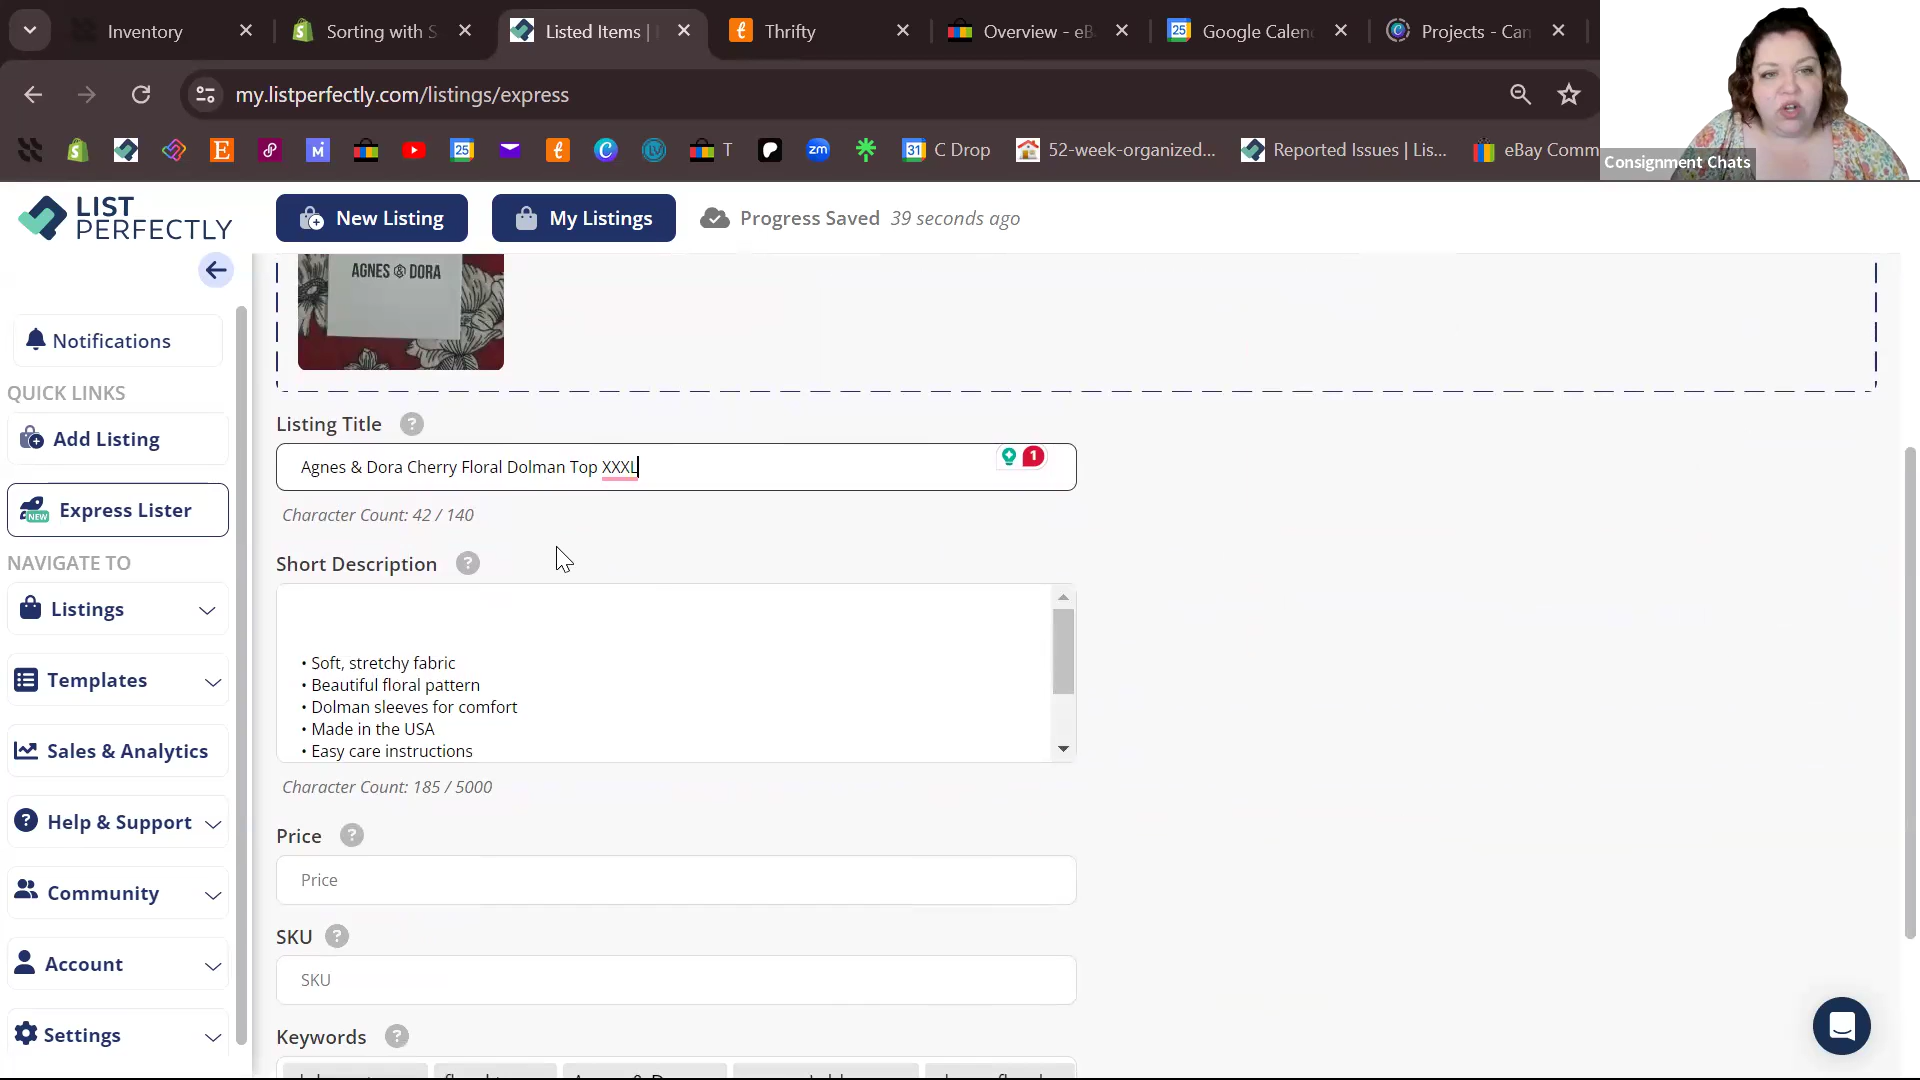 Inventory
Sorting with S
Listed Items |
Thrifty
Overview - eB
25
Google Calen
Projects - Can
my.listperfectly.com/listings/express
T
zm
31
C Drop
52-week-organized...
Reported Issues | Lis...
eBay Comm
Consignment Chats
LIST
PERFECTLY
New Listing
My Listings
Progress Saved 39 seconds ago
AGNES & DORA
Notifications
QUICK LINKS
Add Listing
Express Lister
NEW
NAVIGATE TO
Listings
Templates
Sales & Analytics
Help & Support
Community
Account
Settings
Listing Title ?
Agnes & Dora Cherry Floral Dolman Top XXXL
1
Character Count: 42 / 140
Short Description ?
• Soft, stretchy fabric
• Beautiful floral pattern
• Dolman sleeves for comfort
• Made in the USA
• Easy care instructions
Character Count: 185 / 5000
Price ?
Price
SKU ?
SKU
Keywords ?